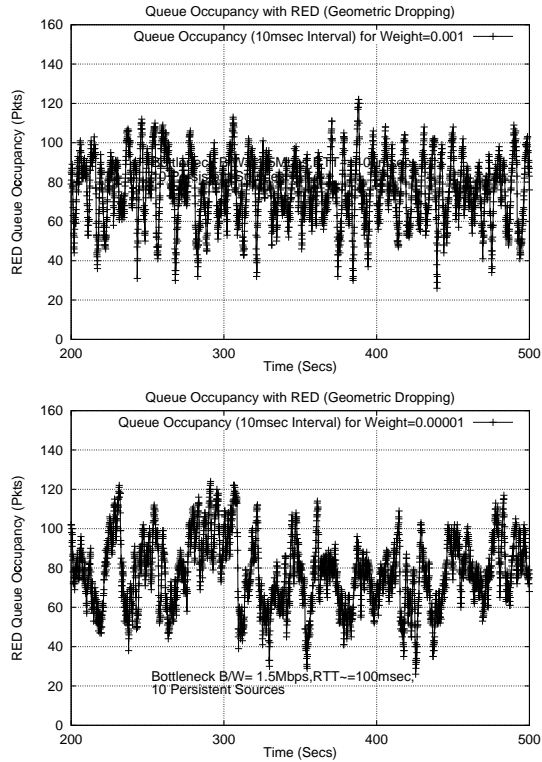 Queue Occupancy with RED (Geometric Dropping)
Queue Occupancy (10msec Interval) for Weight=0.001
RED Queue Occupancy (Pkts)
160
140
120
100
80
60
40
20
0
200
300
400
500
Time (Secs)
Queue Occupancy with RED (Geometric Dropping)
Queue Occupancy (10msec Interval) for Weight=0.00001
RED Queue Occupancy (Pkts)
160
140
120
100
80
60
40
20
0
Bottleneck B/W= 1.5Mbps,RTT~=100msec,
10 Persistent Sources
200
300
400
500
Time (Secs)